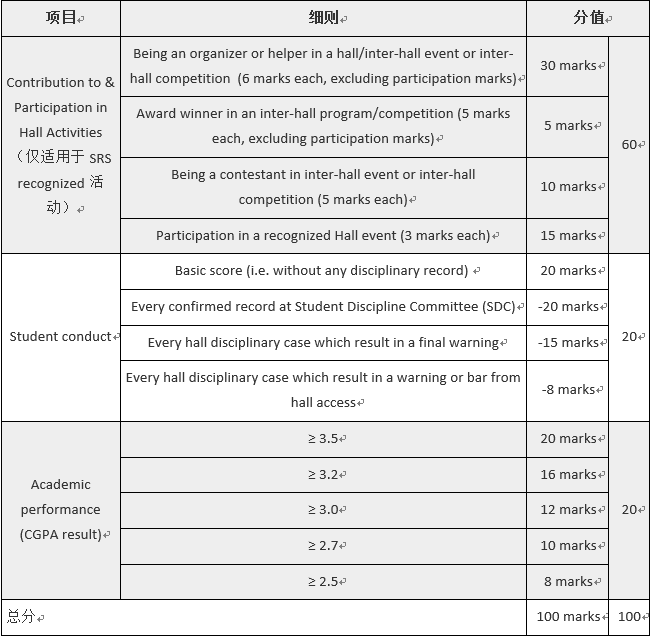 项目 细则 分值
Being an organizer or helper in a hall/inter-hall event or inter-
hall competition (6 marks each, excluding participation marks)
30 marks
Contribution to &
Participation in
Hall Activities
（仅适用于 SRS
recognized 活
动）
Award winner in an inter-hall program/competition (5 marks
each, excluding participation marks)
5 marks
60
Being a contestant in inter-hall event or inter-hall
competition (5 marks each)
10 marks
Participation in a recognized Hall event (3 marks each) 15 marks
Basic score (i.e. without any disciplinary record) 20 marks
Student conduct
Every confirmed record at Student Discipline Committee (SDC) -20 marks
20
Every hall disciplinary case which result in a final warning -15 marks
Every hall disciplinary case which result in a warning or bar from
hall access
-8 marks
Academic
performance
(CGPA result)
≥ 3.5 20 marks
≥ 3.2 16 marks
≥ 3.0 12 marks
20
≥ 2.7 10 marks
≥ 2.5 8 marks
总分 100 marks 100